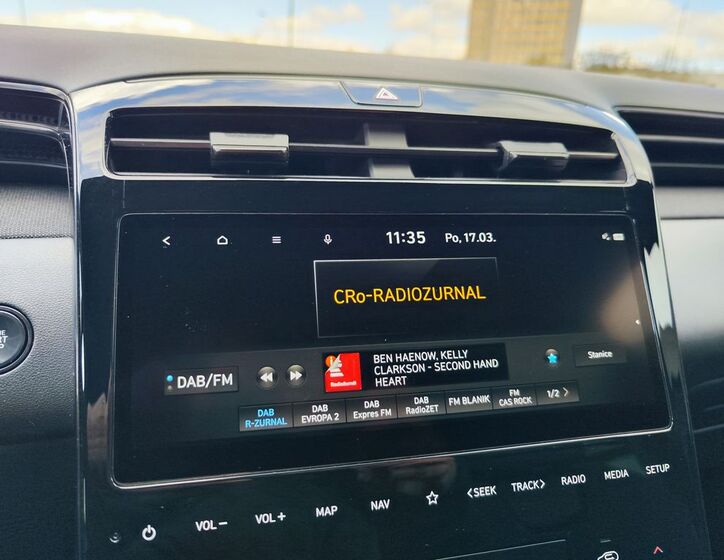 11:35 Po, 17.03.
CRo-RADIOZURNAL
DAB/FM
Radiožurnál
BEN HAENOW, KELLY
CLARKSON - SECOND HAND
HEART
Stanice
DAB
R-ZURNAL
DAB
EVROPA 2
DAB
Expres FM
DAB
RadioZET
FM BLANIK
FM
CAS ROCK
1/2 >
VOL− VOL+ MAP NAV <SEEK TRACK> RADIO MEDIA SETUP